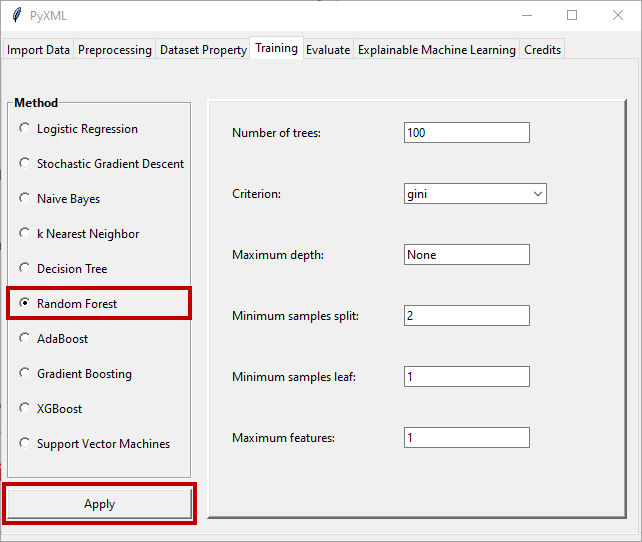 PyXML
Import Data Preprocessing Dataset Property Training Evaluate Explainable Machine Learning Credits
Method
Logistic Regression
Stochastic Gradient Descent
Naive Bayes
k Nearest Neighbor
Decision Tree
Random Forest
AdaBoost
Gradient Boosting
XGBoost
Support Vector Machines
Apply
Number of trees: 100
Criterion: gini
Maximum depth: None
Minimum samples split: 2
Minimum samples leaf: 1
Maximum features: 1